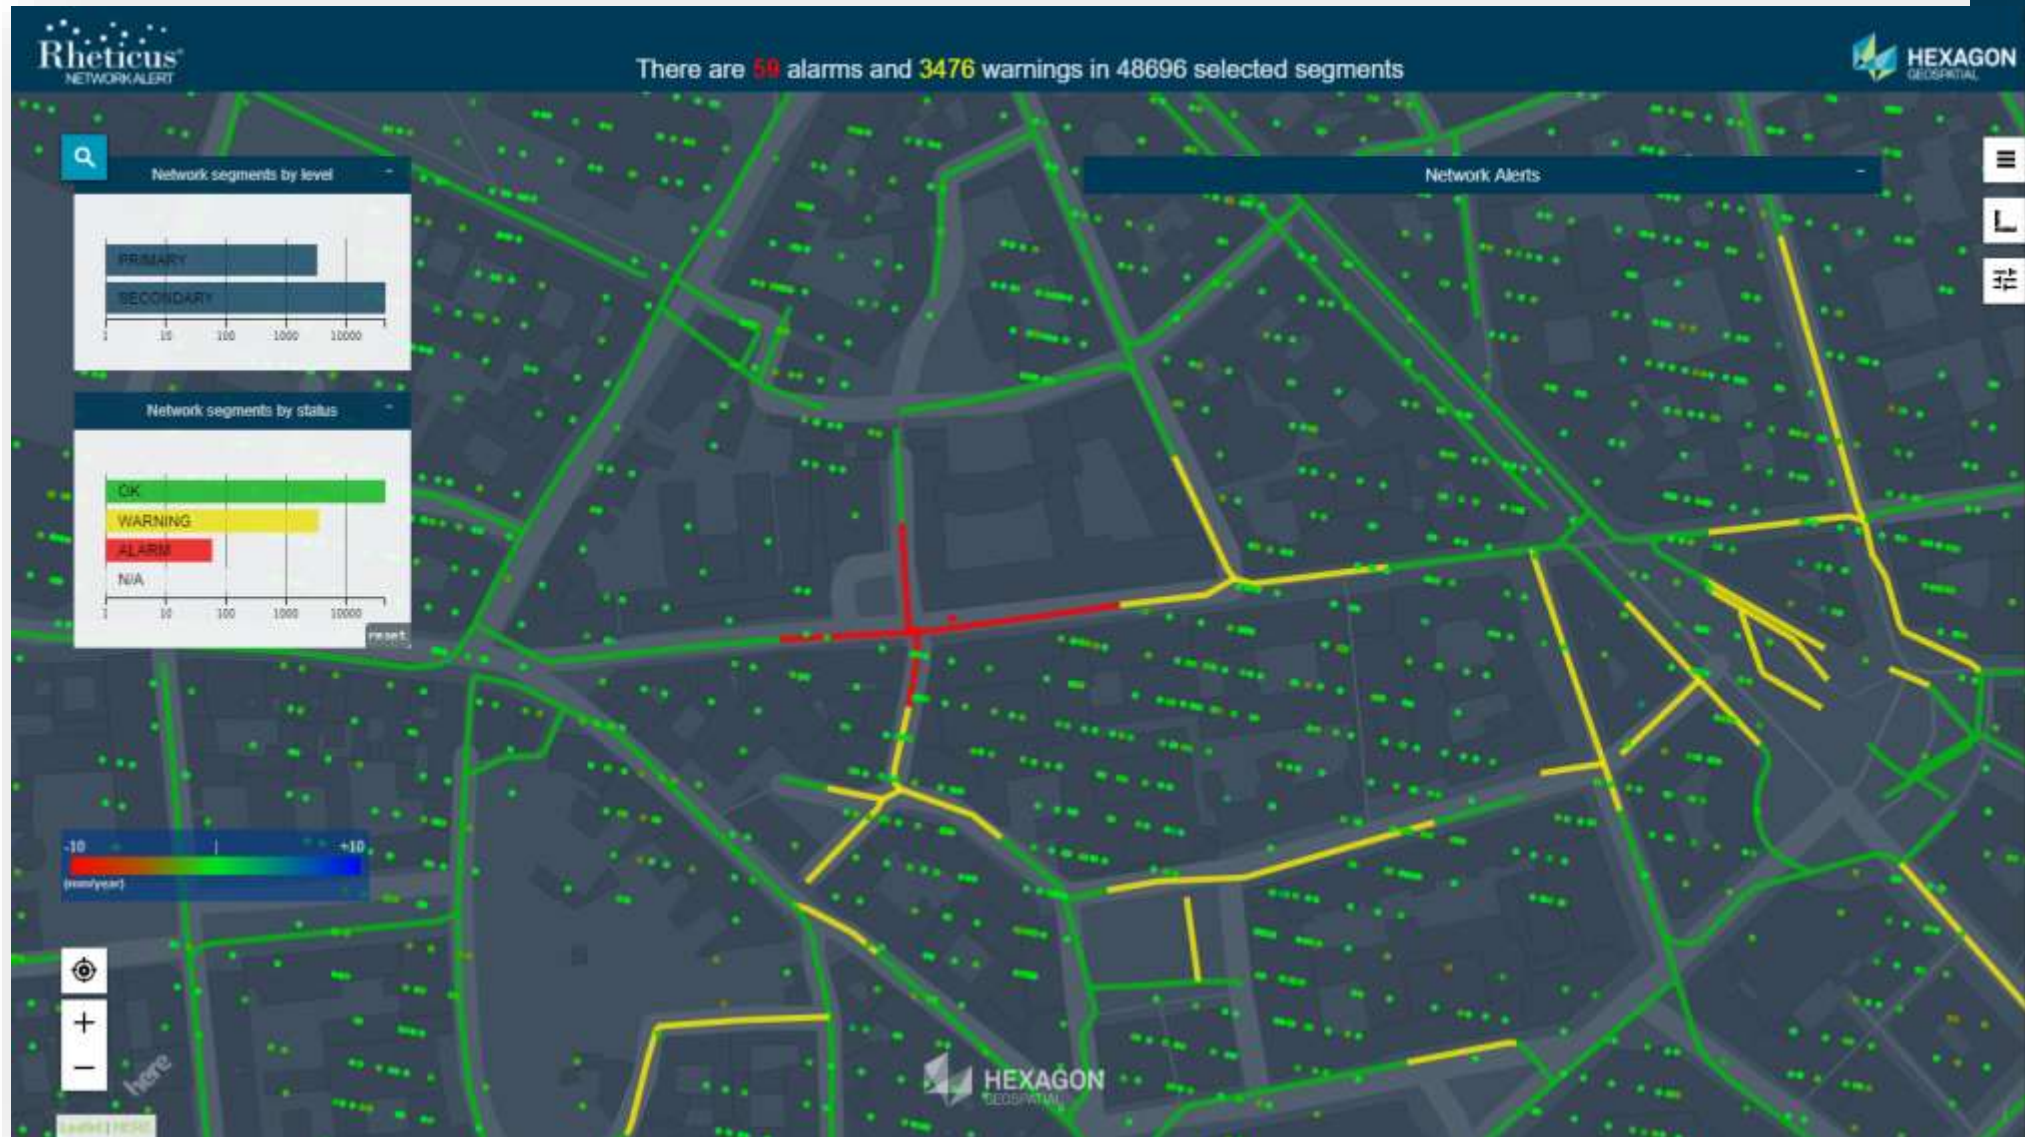 Rheticus®
NETWORK ALERT
There are 59 alarms and 3476 warnings in 48696 selected segments
HEXAGON
GEOSPATIAL
Network segments by level -
PRIMARY
SECONDARY
1 10 100 1000 10000
Network Alerts -
Network segments by status -
OK
WARNING
ALARM
N/A
1 10 100 1000 10000
reset
-10 | +10
(mm/year)
+
−
here
HEXAGON
GEOSPATIAL
Leaflet | HERE